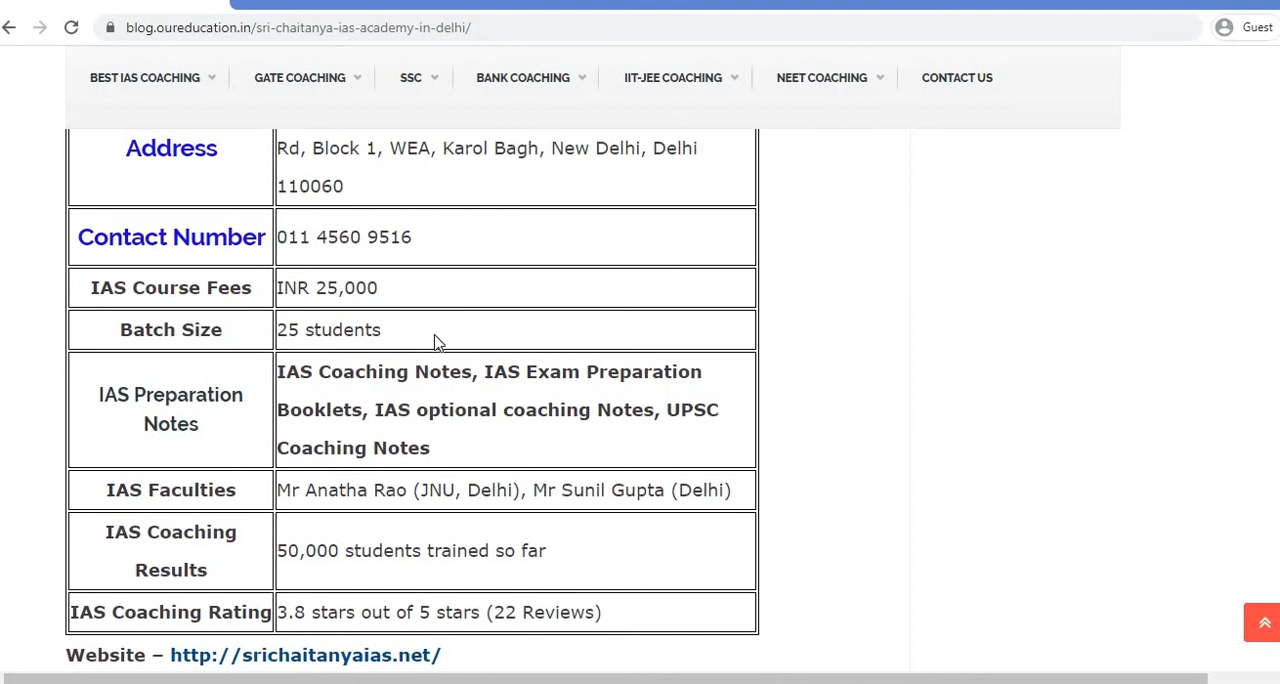 blog.oureducation.in/sri-chaitanya-ias-academy-in-delhi/
Guest
BEST IAS COACHING GATE COACHING SSC BANK COACHING IIT-JEE COACHING NEET COACHING CONTACT US
Address
Rd, Block 1, WEA, Karol Bagh, New Delhi, Delhi
110060
Contact Number
011 4560 9516
IAS Course Fees
INR 25,000
Batch Size
25 students
IAS Preparation
Notes
IAS Coaching Notes, IAS Exam Preparation
Booklets, IAS optional coaching Notes, UPSC
Coaching Notes
IAS Faculties
Mr Anatha Rao (JNU, Delhi), Mr Sunil Gupta (Delhi)
IAS Coaching
Results
50,000 students trained so far
IAS Coaching Rating
3.8 stars out of 5 stars (22 Reviews)
Website – http://srichaitanyaias.net/